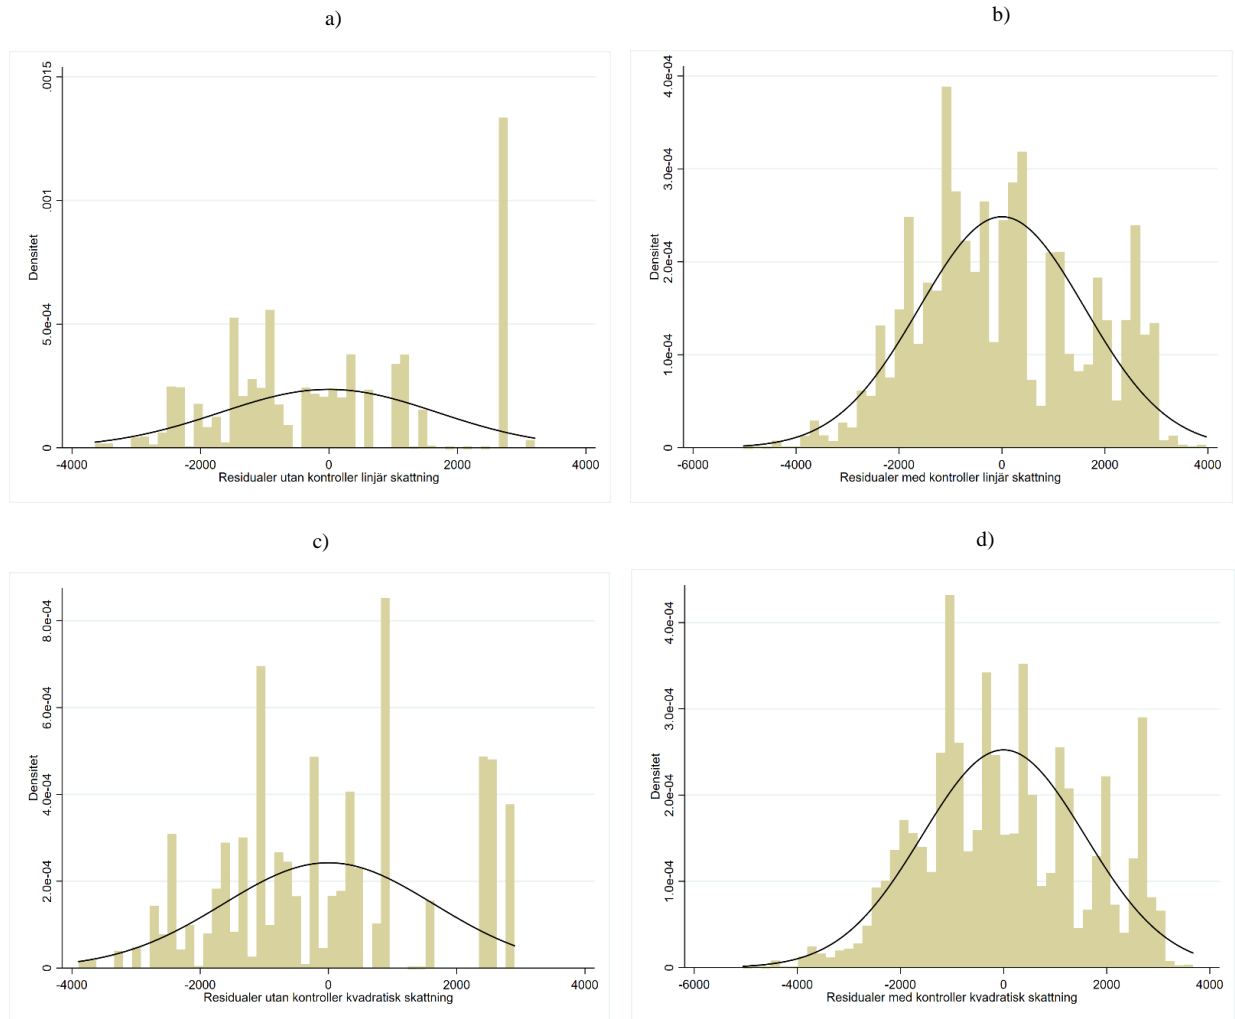 a)
b)
.0015
.001
5.0e-04
0
Densitet
-4000
-2000
0
2000
4000
Residualer utan kontroller linjär skattning
4.0e-04
3.0e-04
2.0e-04
1.0e-04
0
Densitet
-6000
-4000
-2000
0
2000
4000
Residualer med kontroller linjär skattning
c)
d)
8.0e-04
6.0e-04
4.0e-04
2.0e-04
0
Densitet
-4000
-2000
0
2000
4000
Residualer utan kontroller kvadratisk skattning
4.0e-04
3.0e-04
2.0e-04
1.0e-04
0
Densitet
-6000
-4000
-2000
0
2000
4000
Residualer med kontroller kvadratisk skattning